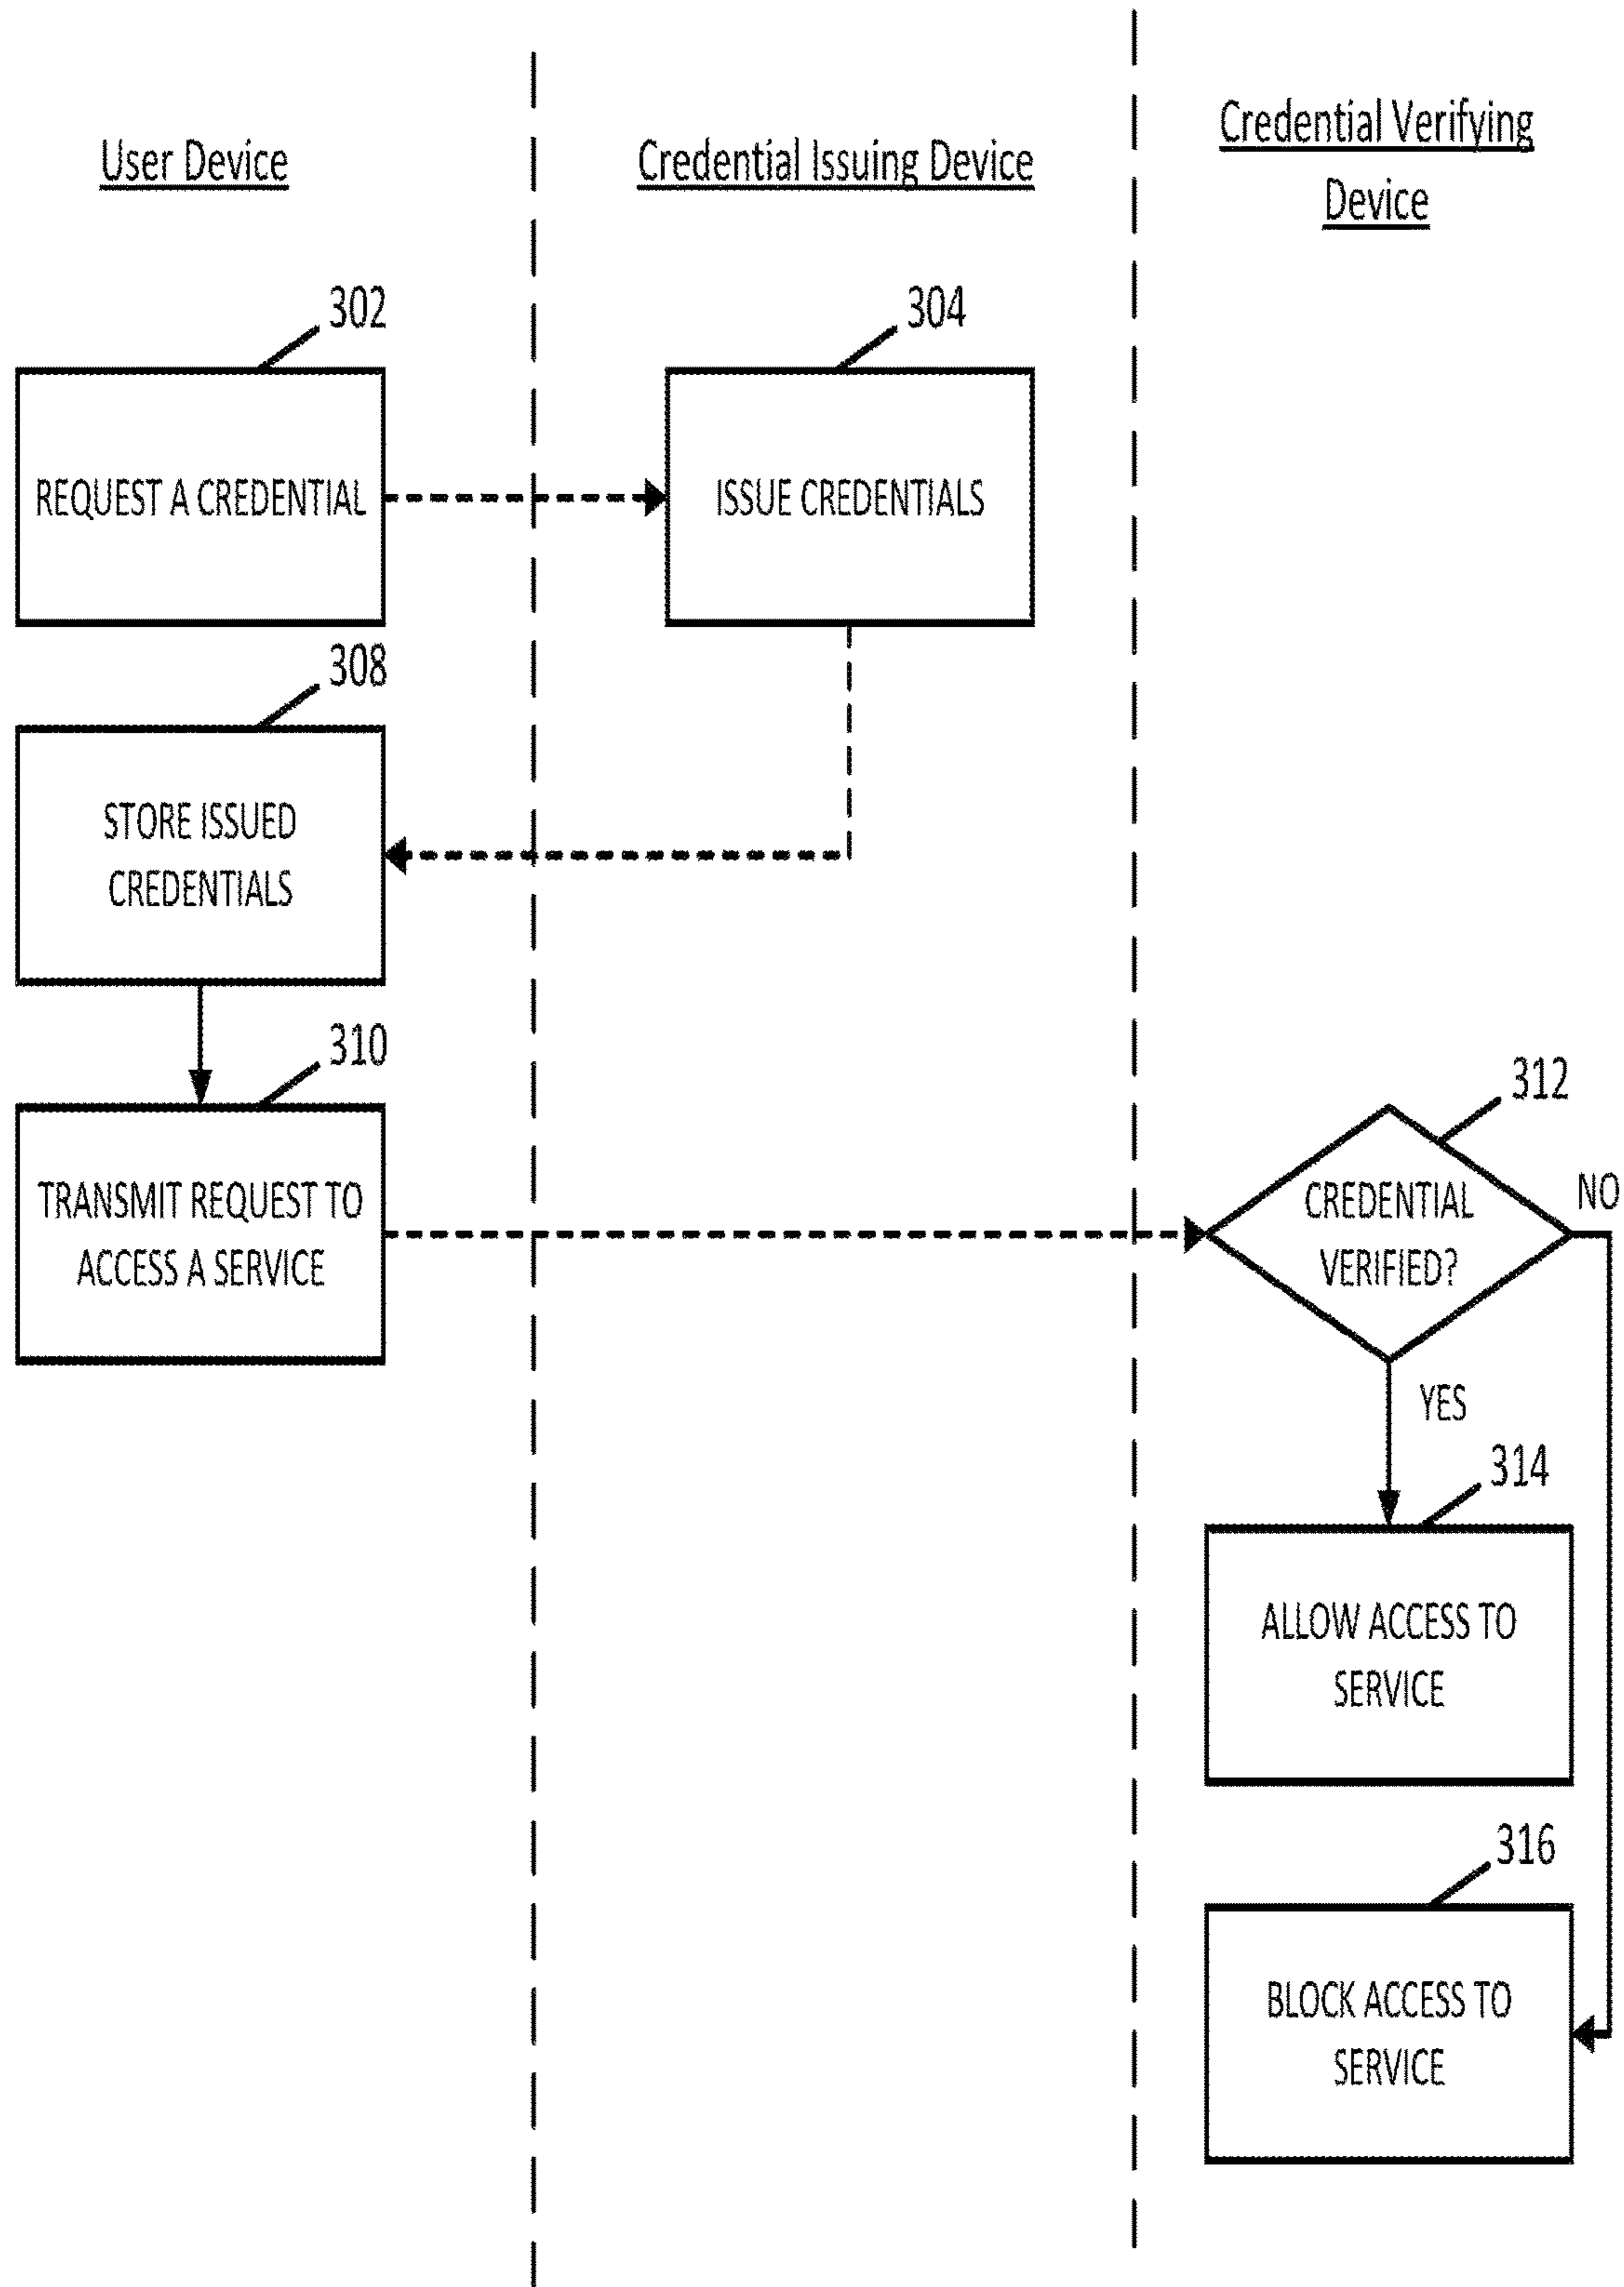 User Device
Credential Issuing Device
Credential Verifying
Device
302
REQUEST A CREDENTIAL
304
ISSUE CREDENTIALS
308
STORE ISSUED
CREDENTIALS
310
TRANSMIT REQUEST TO
ACCESS A SERVICE
312
CREDENTIAL
VERIFIED?
NO
YES
314
ALLOW ACCESS TO
SERVICE
316
BLOCK ACCESS TO
SERVICE